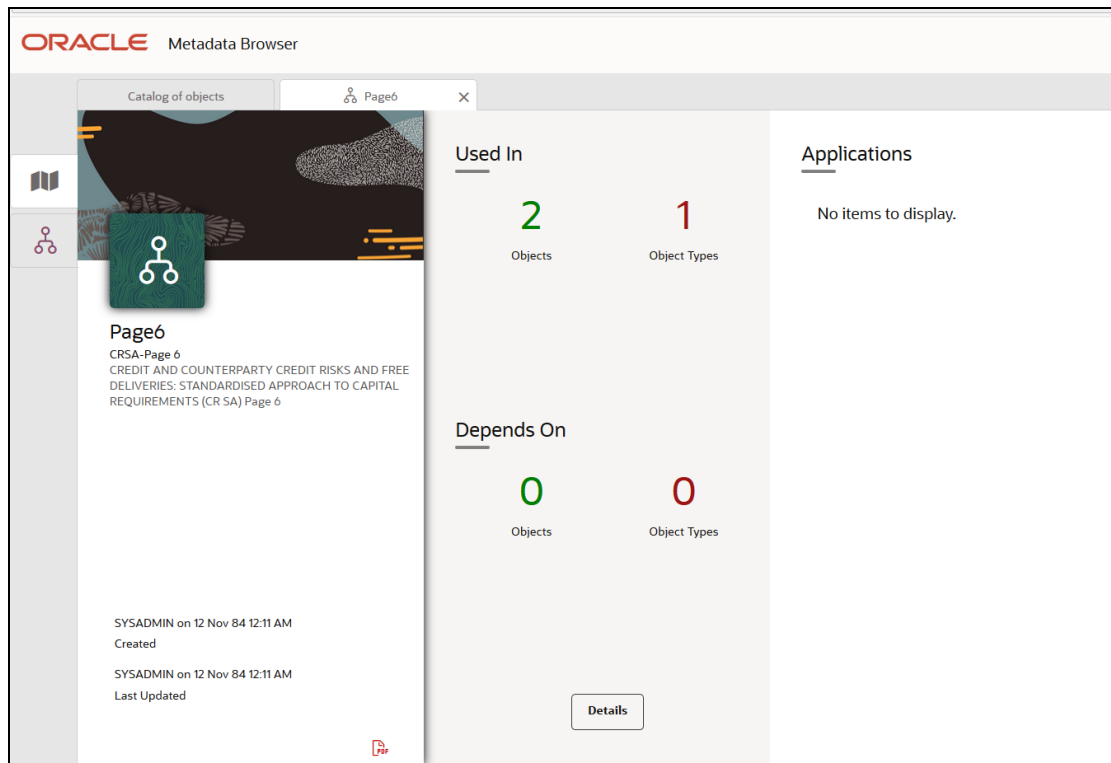 ORACLE Metadata Browser
Catalog of objects
Page6
Page6
CRSA-Page 6
CREDIT AND COUNTERPARTY CREDIT RISKS AND FREE
DELIVERIES: STANDARDISED APPROACH TO CAPITAL
REQUIREMENTS (CR SA) Page 6
SYSADMIN on 12 Nov 84 12:11 AM
Created
SYSADMIN on 12 Nov 84 12:11 AM
Last Updated
PDF
Used In
2 1
Objects Object Types
Depends On
0 0
Objects Object Types
Details
Applications
No items to display.